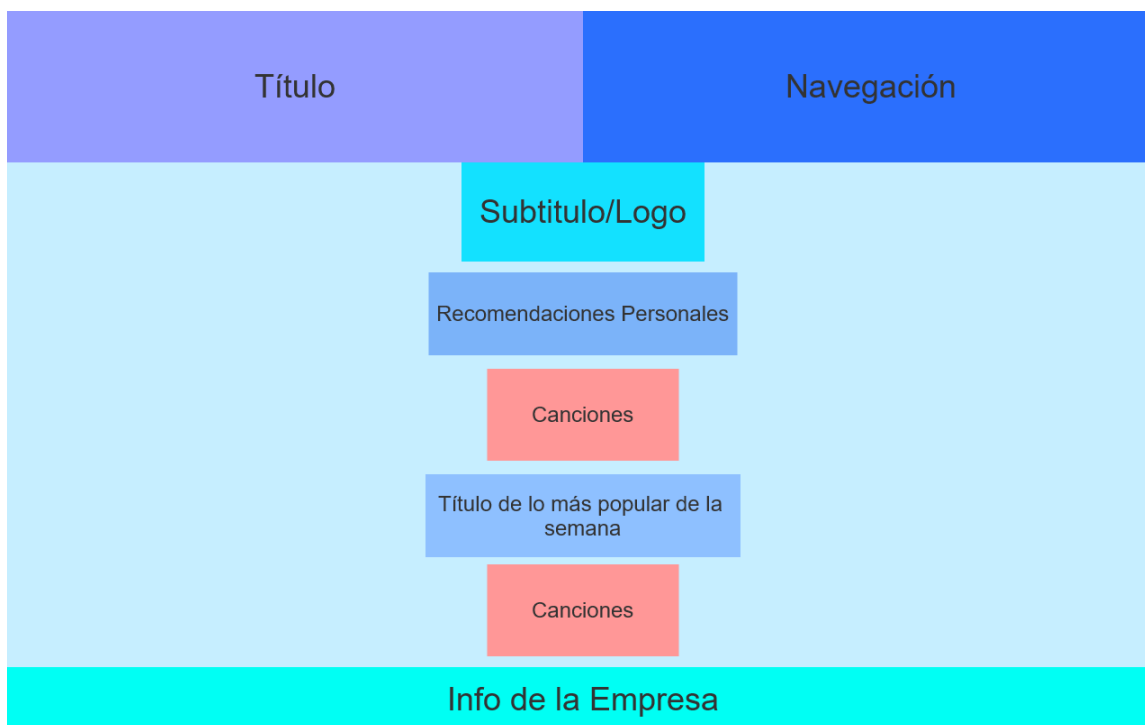 Título
Navegación
Subtitulo/Logo
Recomendaciones Personales
Canciones
Título de lo más popular de la
semana
Canciones
Info de la Empresa